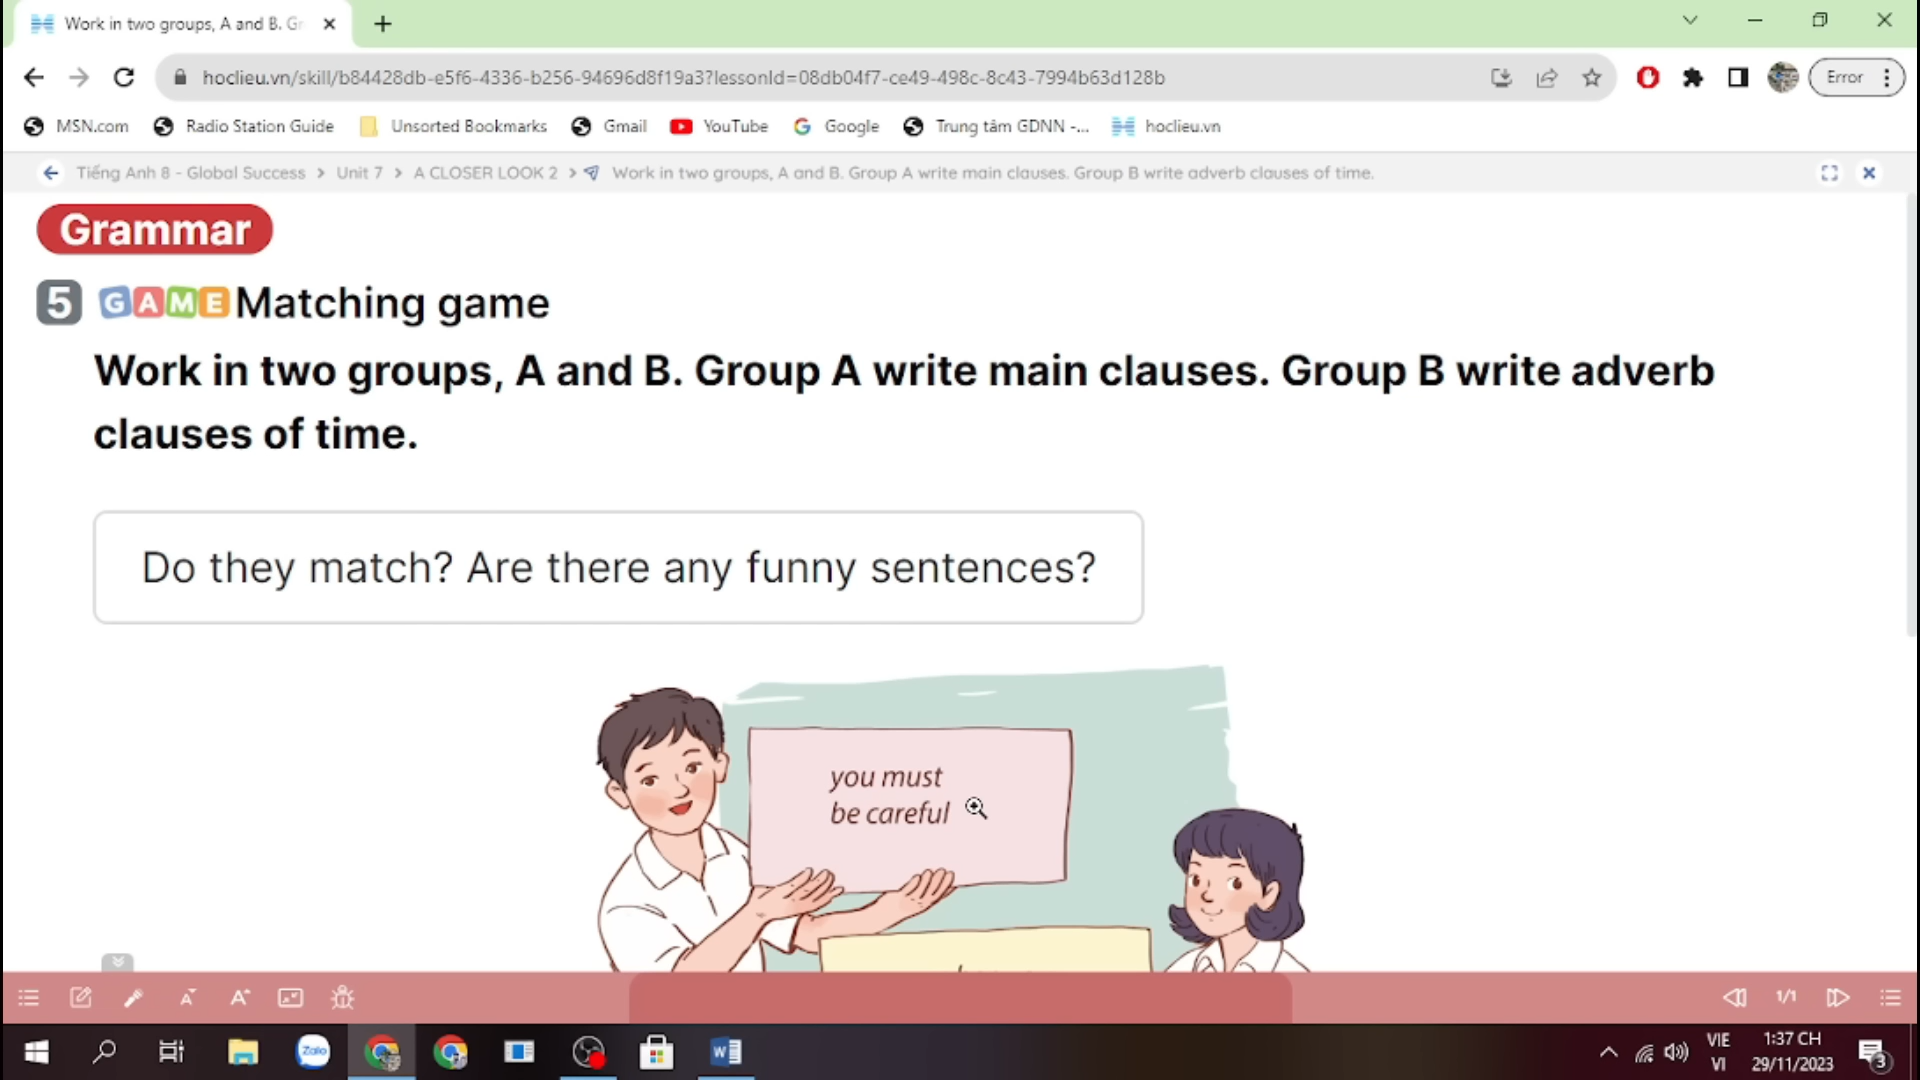 Work in two groups, A and B. Gr
hoclieu.vn/skill/b84428db-e5f6-4336-b256-94696d8f19a3?lessonId=08db04f7-ce49-498c-8c43-7994b63d128b
Error
MSN.com
Radio Station Guide
Unsorted Bookmarks
Gmail
YouTube
Google
Trung tâm GDNN -...
hoclieu.vn
Tiếng Anh 8 - Global Success > Unit 7 > A CLOSER LOOK 2 > Work in two groups, A and B. Group A write main clauses. Group B write adverb clauses of time.
Grammar
5 GAME Matching game
Work in two groups, A and B. Group A write main clauses. Group B write adverb
clauses of time.
Do they match? Are there any funny sentences?
you must
be careful
1/1
Zalo
VIE
VI
1:37 CH
29/11/2023
3